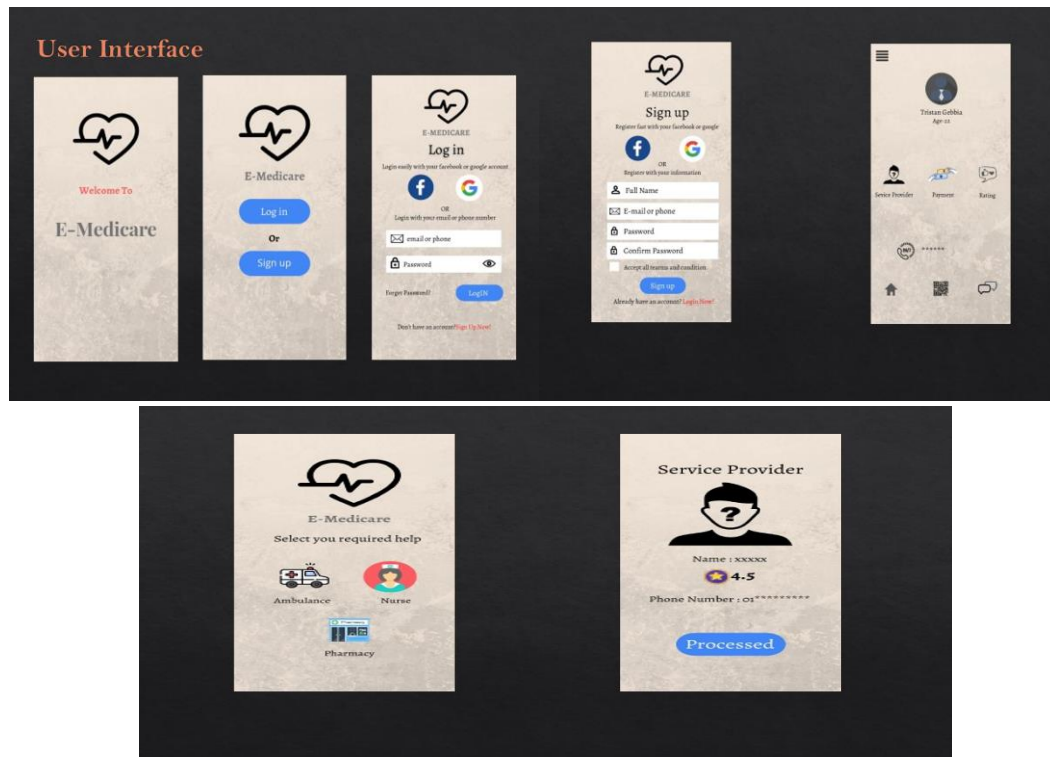 User Interface
Welcome To
E-Medicare
E-Medicare
Log in
Or
Sign up
E-MEDICARE
Log in
Login easily with your facebook or google account
OR
Login with your email or phone number
email or phone
Password
Forget Password?
LogIN
Don't have an account?Sign Up Now!
E-MEDICARE
Sign up
Register fast with your facebook or google
OR
Register with your information
Full Name
E-mail or phone
Password
Confirm Password
Sign up
Already have an account? Login Now!
Tristan Gebbia
Service Provider
Payment
Rating
******
E-Medicare
Select you required help
Ambulance
Nurse
Pharmacy
Service Provider
Name : xxxxx
4.5
Phone Number : 01*********
Processed